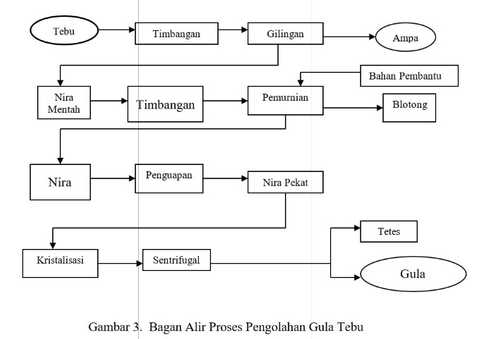 Tebu
Timbangan
Gilingan
Ampa
Bahan Pembantu
Nira
Mentah
Timbangan
Pemurnian
Blotong
Nira
Penguapan
Nira Pekat
Tetes
Kristalisasi
Sentrifugal
Gula
Gambar 3. Bagan Alir Proses Pengolahan Gula Tebu